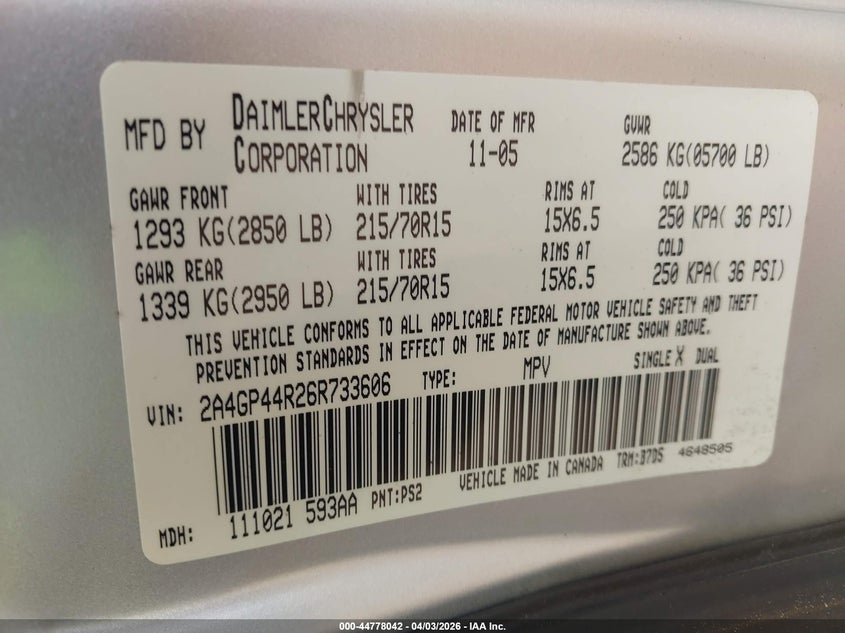 MFD BY DAIMLERCHRYSLER CORPORATION DATE OF MFR 11-05 GVWR 2586 KG(05700 LB)
GAWR FRONT WITH TIRES RIMS AT COLD
1293 KG(2850 LB) 215/70R15 15X6.5 250 KPA( 36 PSI)
GAWR REAR WITH TIRES RIMS AT COLD
1339 KG(2950 LB) 215/70R15 15X6.5 250 KPA( 36 PSI)
THIS VEHICLE CONFORMS TO ALL APPLICABLE FEDERAL MOTOR VEHICLE SAFETY AND THEFT
PREVENTION STANDARDS IN EFFECT ON THE DATE OF MANUFACTURE SHOWN ABOVE.
VIN: 2A4GP44R26R733606 TYPE: MPV SINGLE X DUAL
MDH: 111021 593AA PNT:PS2 VEHICLE MADE IN CANADA TRM:B7D5 4648505
000-44778042 - 04/03/2026 - IAA Inc.